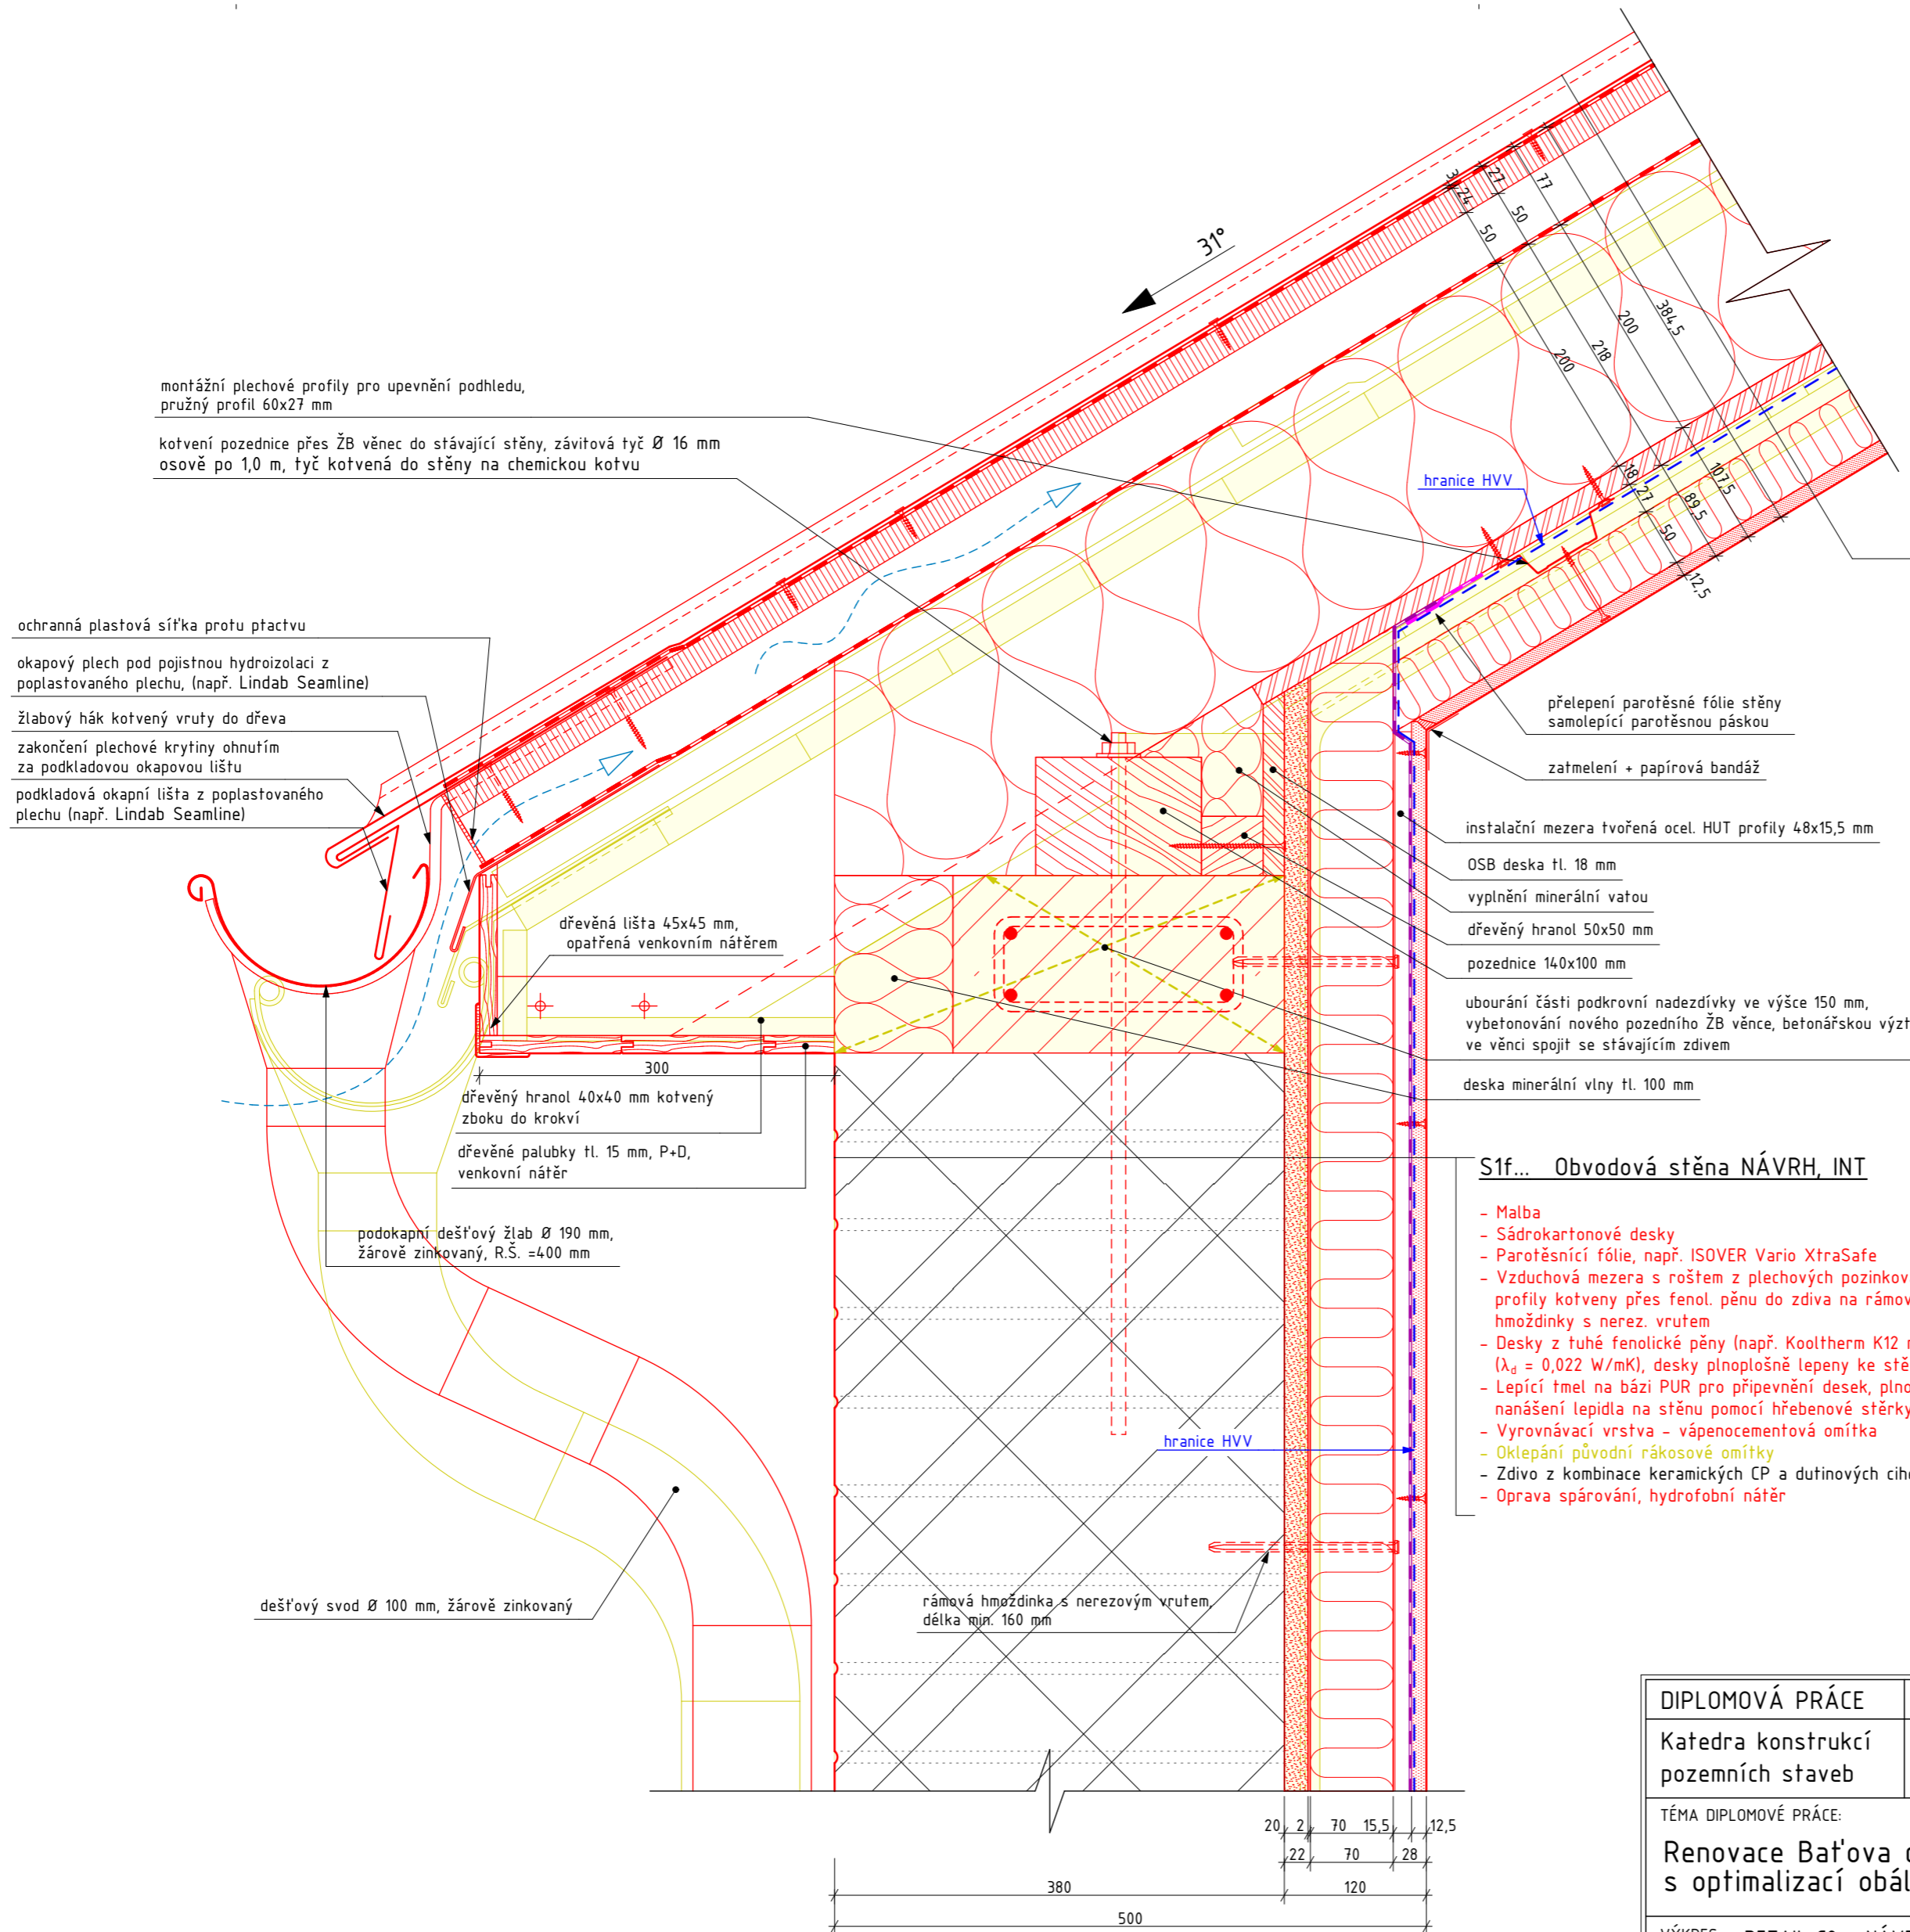 31°
montážní plechové profily pro upevnění podhledu,
pružný profil 60x27 mm
kotvení pozednice přes ŽB věnec do stávající stěny, závitová tyč Ø 16 mm
osově po 1,0 m, tyč kotvená do stěny na chemickou kotvu
ochranná plastová síťka protu ptactvu
okapový plech pod pojistnou hydroizolaci z
poplastovaného plechu, (např. Lindab Seamline)
žlabový hák kotvený vruty do dřeva
zakončení plechové krytiny ohnutím
za podkladovou okapovou lištu
podkladová okapní lišta z poplastovaného
plechu (např. Lindab Seamline)
3
24
50
27
50
77
200
200
218
384,5
18
27
50
12,5
89,5
107,5
hranice HVV
přelepení parotěsné fólie stěny
samolepící parotěsnou páskou
zatmelení + papírová bandáž
instalační mezera tvořená ocel. HUT profily 48x15,5 mm
OSB deska tl. 18 mm
vyplnění minerální vatou
dřevěný hranol 50x50 mm
pozednice 140x100 mm
ubourání části podkrovní nadezdívky ve výšce 150 mm,
vybetonování nového pozedního ŽB věnce, betonářskou výzt
ve věnci spojit se stávajícím zdivem
deska minerální vlny tl. 100 mm
dřevěná lišta 45x45 mm,
opatřená venkovním nátěrem
300
dřevěný hranol 40x40 mm kotvený
zboku do krokví
dřevěné palubky tl. 15 mm, P+D,
venkovní nátěr
podokapní dešťový žlab Ø 190 mm,
žárově zinkovaný, R.Š. =400 mm
dešťový svod Ø 100 mm, žárově zinkovaný
hranice HVV
rámová hmoždinka s nerezovým vrutem,
délka min. 160 mm
S1f... Obvodová stěna NÁVRH, INT
- Malba
- Sádrokartonové desky
- Parotěsnící fólie, např. ISOVER Vario XtraSafe
- Vzduchová mezera s roštem z plechových pozinkov
profily kotveny přes fenol. pěnu do zdiva na rámov
hmoždinky s nerez. vrutem
- Desky z tuhé fenolické pěny (např. Kooltherm K12
(λd = 0,022 W/mK), desky plnoplošně lepeny ke stě
- Lepící tmel na bázi PUR pro připevnění desek, plno
nanášení lepidla na stěnu pomocí hřebenové stěrky
- Vyrovnávací vrstva - vápenocementová omítka
- Oklepání původní rákosové omítky
- Zdivo z kombinace keramických CP a dutinových cihe
- Oprava spárování, hydrofobní nátěr
20 2 70 15,5 12,5
22 70 28
380 120
500
DIPLOMOVÁ PRÁCE
Katedra konstrukcí
pozemních staveb
TÉMA DIPLOMOVÉ PRÁCE:
Renovace Baťova
s optimalizací obál